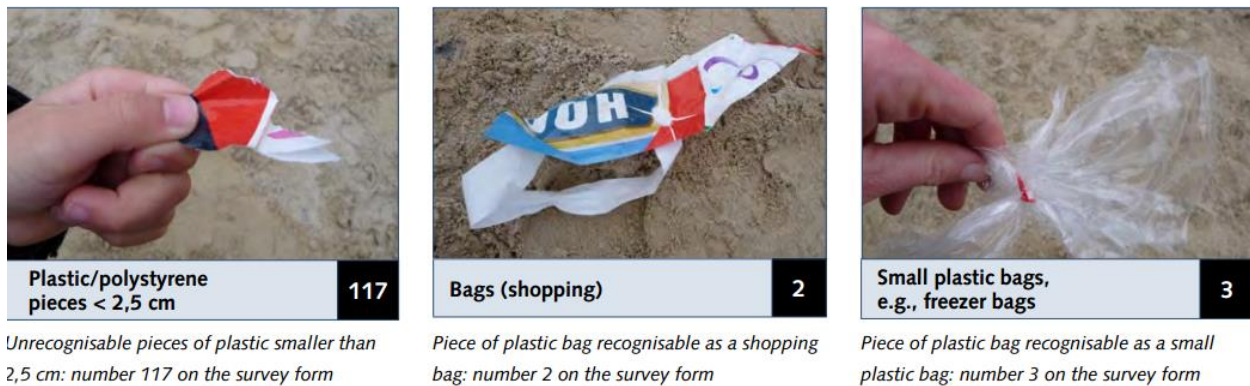 HOA
Plastic/polystyrene
pieces < 2,5 cm
117
Unrecognisable pieces of plastic smaller than
2,5 cm: number 117 on the survey form
Bags (shopping)
2
Piece of plastic bag recognisable as a shopping
bag: number 2 on the survey form
Small plastic bags,
e.g., freezer bags
3
Piece of plastic bag recognisable as a small
plastic bag: number 3 on the survey form